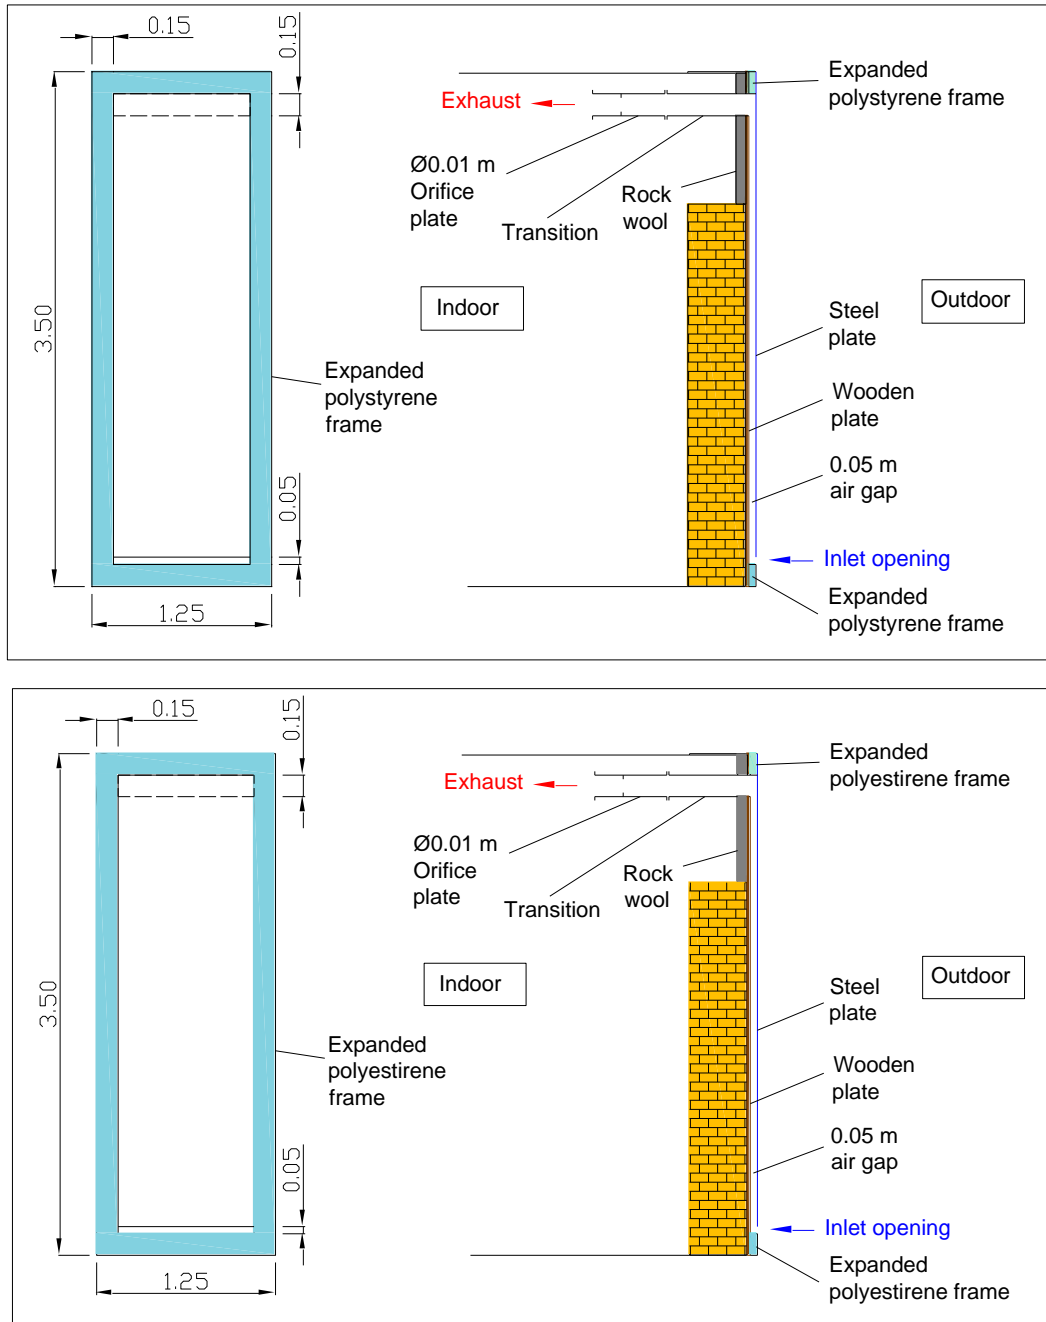 0.15
0.15
Expanded
polystyrene frame
Exhaust
Ø0.01 m
Orifice
plate
Rock
wool
Transition
Indoor
Outdoor
3.50
Steel
plate
Expanded
polystyrene
frame
Wooden
plate
0.05 m
air gap
0.05
Inlet opening
Expanded
polystyrene frame
1.25
0.15
0.15
Expanded
polyestirene frame
Exhaust
Ø0.01 m
Orifice
plate
Rock
wool
Transition
Indoor
Outdoor
3.50
Steel
plate
Expanded
polyestirene
frame
Wooden
plate
0.05 m
air gap
0.05
Inlet opening
Expanded
polyestirene frame
1.25